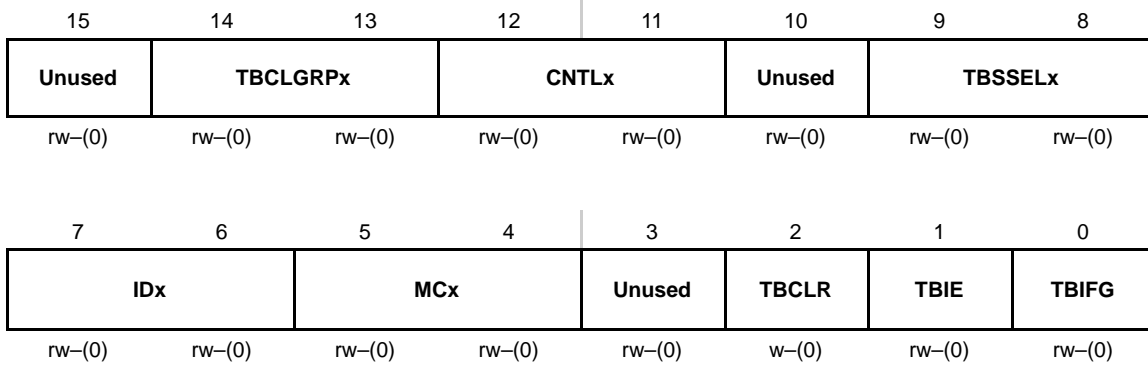 15 14 13 12 11 10 9 8
Unused TBCLGRPx CNTLx Unused TBSSELx
rw–(0) rw–(0) rw–(0) rw–(0) rw–(0) rw–(0) rw–(0) rw–(0)
7 6 5 4 3 2 1 0
IDx MCx Unused TBCLR TBIE TBIFG
rw–(0) rw–(0) rw–(0) rw–(0) rw–(0) w–(0) rw–(0) rw–(0)